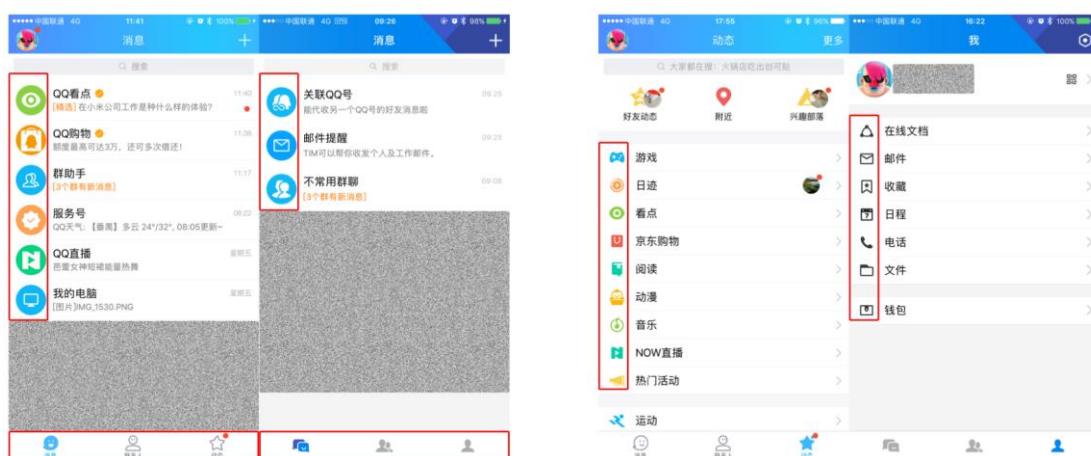 中国联通 4G
11:41
100%
消息
搜索
QQ看点
11:40
[精选] 在小米公司工作是种什么样的体验?
QQ购物
11:38
额度最高可达3万，还可多次借还!
群助手
11:17
[3个群有新消息]
服务号
08:22
QQ天气: 【番禺】多云 24°/32°, 08:05更新~
QQ直播
星期五
芭蕾女神短裙能量热舞
我的电脑
星期五
[图片]IMG_1530.PNG
消息
联系人
动态
中国联通 4G
09:26
98%
消息
搜索
关联QQ号
09:25
能代收另一个QQ号的好友消息啦
邮件提醒
09:25
TIM可以帮你收发个人及工作邮件。
不常用群聊
09:08
[3个群有新消息]
中国联通 4G
17:55
96%
动态
更多
大家都在搜: 火锅店吃出创可贴
好友动态
附近
兴趣部落
游戏
日迹
看点
京东购物
阅读
动漫
音乐
NOW直播
热门活动
运动
消息
联系人
动态
中国联通 4G
16:22
100%
我
在线文档
邮件
收藏
日程
电话
文件
钱包